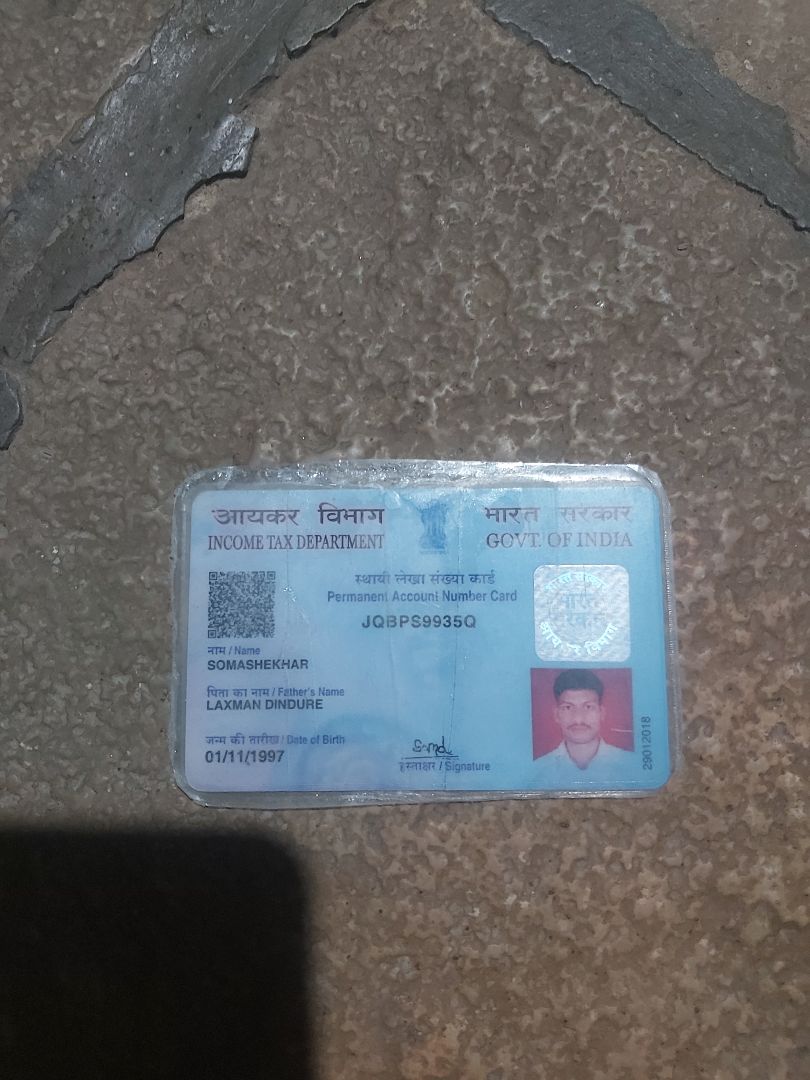 आयकर विभाग
INCOME TAX DEPARTMENT
भारत सरकार
GOVT. OF INDIA
स्थायी लेखा संख्या कार्ड
Permanent Account Number Card
JQBPS9935Q
नाम / Name
SOMASHEKHAR
पिता का नाम / Father's Name
LAXMAN DINDURE
जन्म की तारीख / Date of Birth
01/11/1997
हस्ताक्षर / Signature
29012018